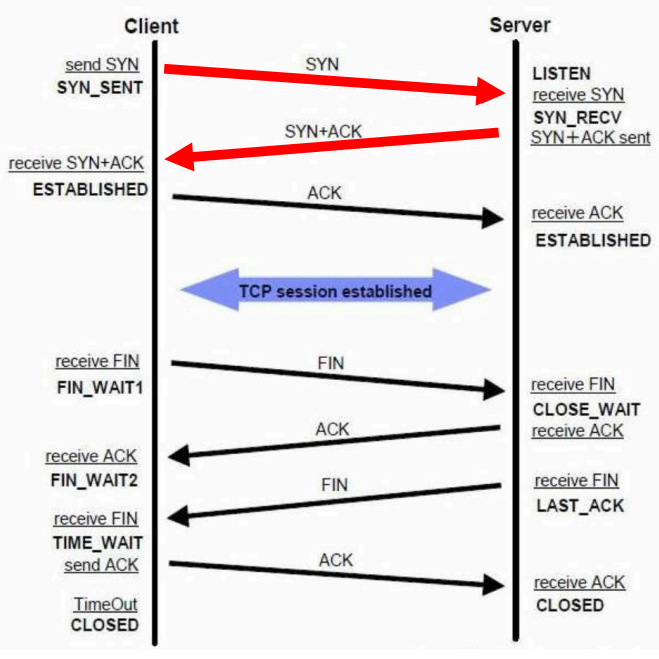 Client
Server
send SYN
SYN_SENT
SYN
LISTEN
receive SYN
SYN_RECV
SYN+ACK sent
SYN+ACK
receive SYN+ACK
ESTABLISHED
ACK
receive ACK
ESTABLISHED
TCP session established
receive FIN
FIN_WAIT1
FIN
receive FIN
CLOSE_WAIT
receive ACK
ACK
receive ACK
FIN_WAIT2
FIN
receive FIN
LAST_ACK
receive FIN
TIME_WAIT
send ACK
ACK
receive ACK
CLOSED
TimeOut
CLOSED